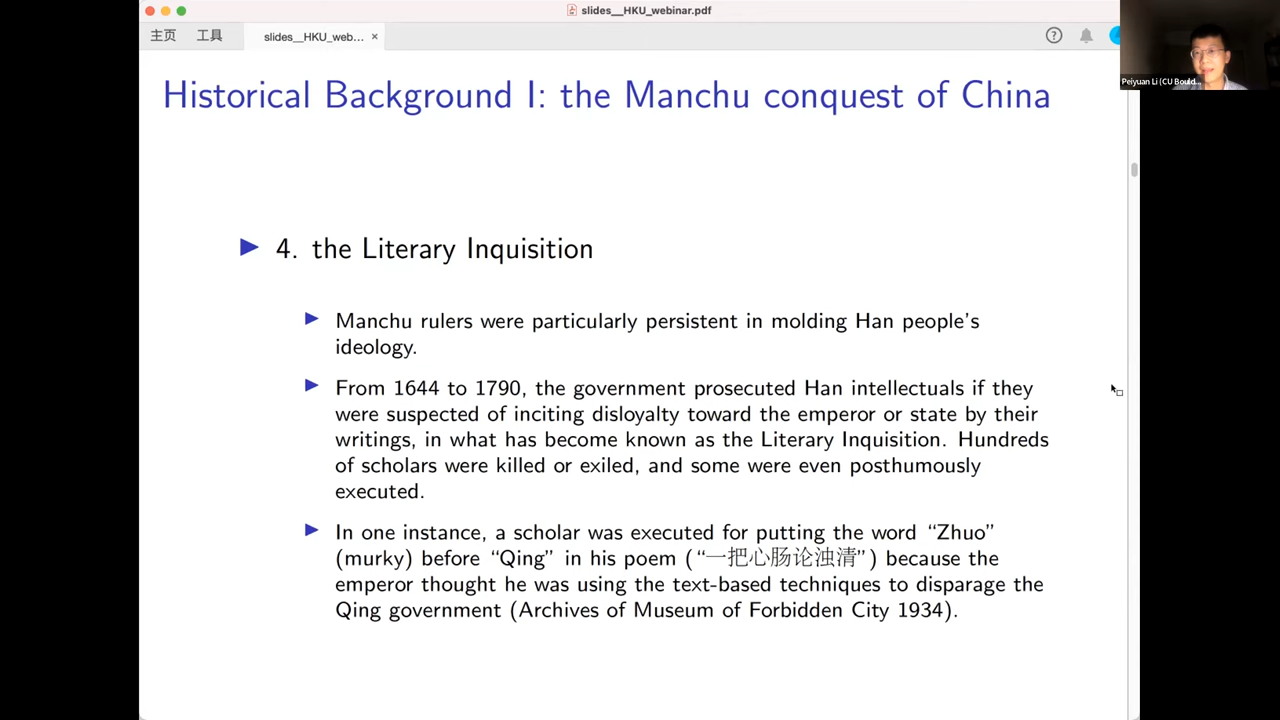 slides__HKU_webinar.pdf
主页 工具 slides__HKU_web... ×
Peiyuan Li (CU Bould...
Historical Background I: the Manchu conquest of China
▶ 4. the Literary Inquisition
▶ Manchu rulers were particularly persistent in molding Han people's
ideology.
▶ From 1644 to 1790, the government prosecuted Han intellectuals if they
were suspected of inciting disloyalty toward the emperor or state by their
writings, in what has become known as the Literary Inquisition. Hundreds
of scholars were killed or exiled, and some were even posthumously
executed.
▶ In one instance, a scholar was executed for putting the word “Zhuo”
(murky) before “Qing” in his poem (“一把心肠论浊清”) because the
emperor thought he was using the text-based techniques to disparage the
Qing government (Archives of Museum of Forbidden City 1934).